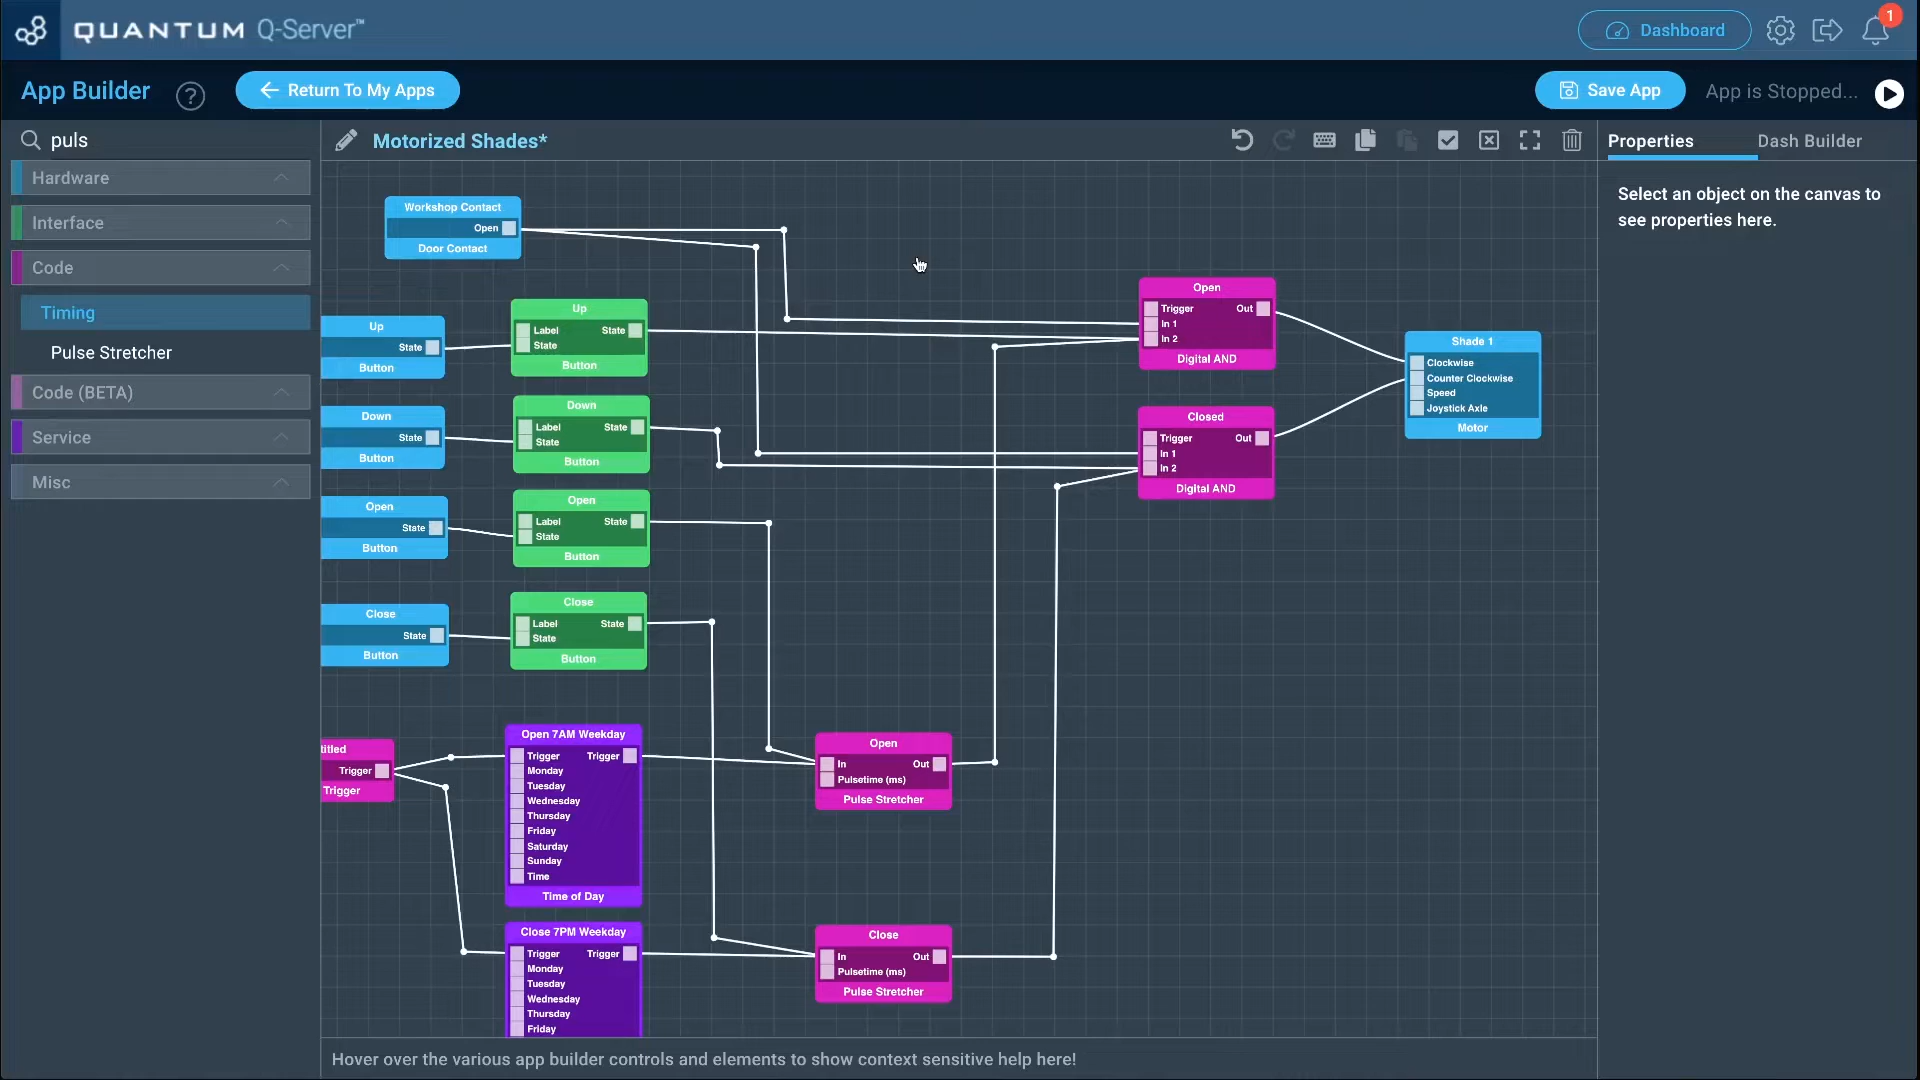 QUANTUM Q-Server™
Dashboard
1
App Builder
?
Return To My Apps
Save App
App is Stopped...
puls
Hardware
Interface
Code
Timing
Pulse Stretcher
Code (BETA)
Service
Misc
Motorized Shades*
Properties
Dash Builder
Select an object on the canvas to
see properties here.
Workshop Contact
Open
Door Contact
Up
State
Button
Up
Label State
State
Button
Down
State
Button
Down
Label State
State
Button
Open
State
Button
Open
Label State
State
Button
Close
State
Button
Close
Label State
State
Button
Open
Trigger Out
In 1
In 2
Digital AND
Closed
Trigger Out
In 1
In 2
Digital AND
Shade 1
Clockwise
Counter Clockwise
Speed
Joystick Axle
Motor
titled
Trigger
Trigger
Open 7AM Weekday
Trigger Trigger
Monday
Tuesday
Wednesday
Thursday
Friday
Saturday
Sunday
Time
Time of Day
Close 7PM Weekday
Trigger Trigger
Monday
Tuesday
Wednesday
Thursday
Friday
Open
In Out
Pulsetime (ms)
Pulse Stretcher
Close
In Out
Pulsetime (ms)
Pulse Stretcher
Hover over the various app builder controls and elements to show context sensitive help here!